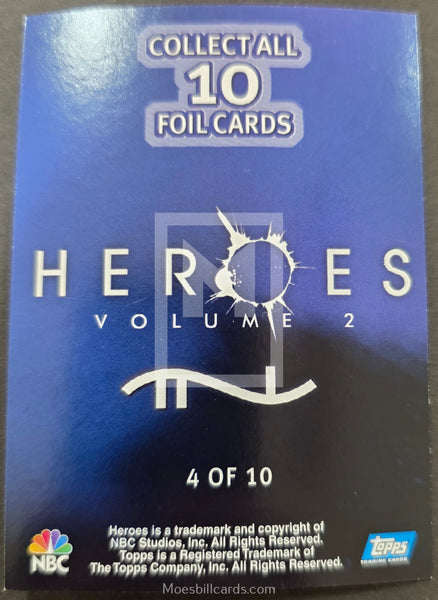 COLLECT ALL
10
FOIL CARDS
HEROES
VOLUME 2
4 OF 10
Heroes is a trademark and copyright of
NBC Studios, Inc. All Rights Reserved.
Topps is a Registered Trademark of
The Topps Company, Inc. All Rights Reserved.
NBC
Topps
TRADING CARDS
Moesbillcards.com